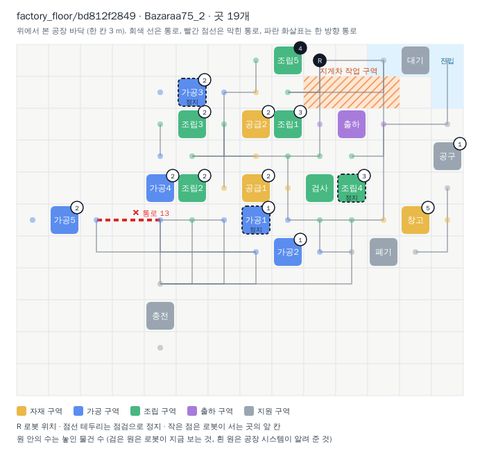 factory_floor/bd812f2849 · Bazaraa75_2 · 곳 19개
위에서 본 공장 바닥 (한 칸 3 m). 회색 선은 통로, 빨간 점선은 막힌 통로, 파란 화살표는 한 방향 통로
조립5 4 R 대기 진입
지게차 작업 구역
가공3 2 정지
조립3 2 공급2 2 조립1 3 출하
공구 1
가공4 2 조립2 2 공급1 2 검사 조립4 3 정지
가공5 2 ✖ 통로 13 가공1 1 정지 창고 5
가공2 1 폐기
충전
자재 구역 가공 구역 조립 구역 출하 구역 지원 구역
R 로봇 위치 · 점선 테두리는 점검으로 정지 · 작은 점은 로봇이 서는 곳의 앞 칸
원 안의 수는 놓인 물건 수 (검은 원은 로봇이 지금 보는 것, 흰 원은 공장 시스템이 알려 준 것)